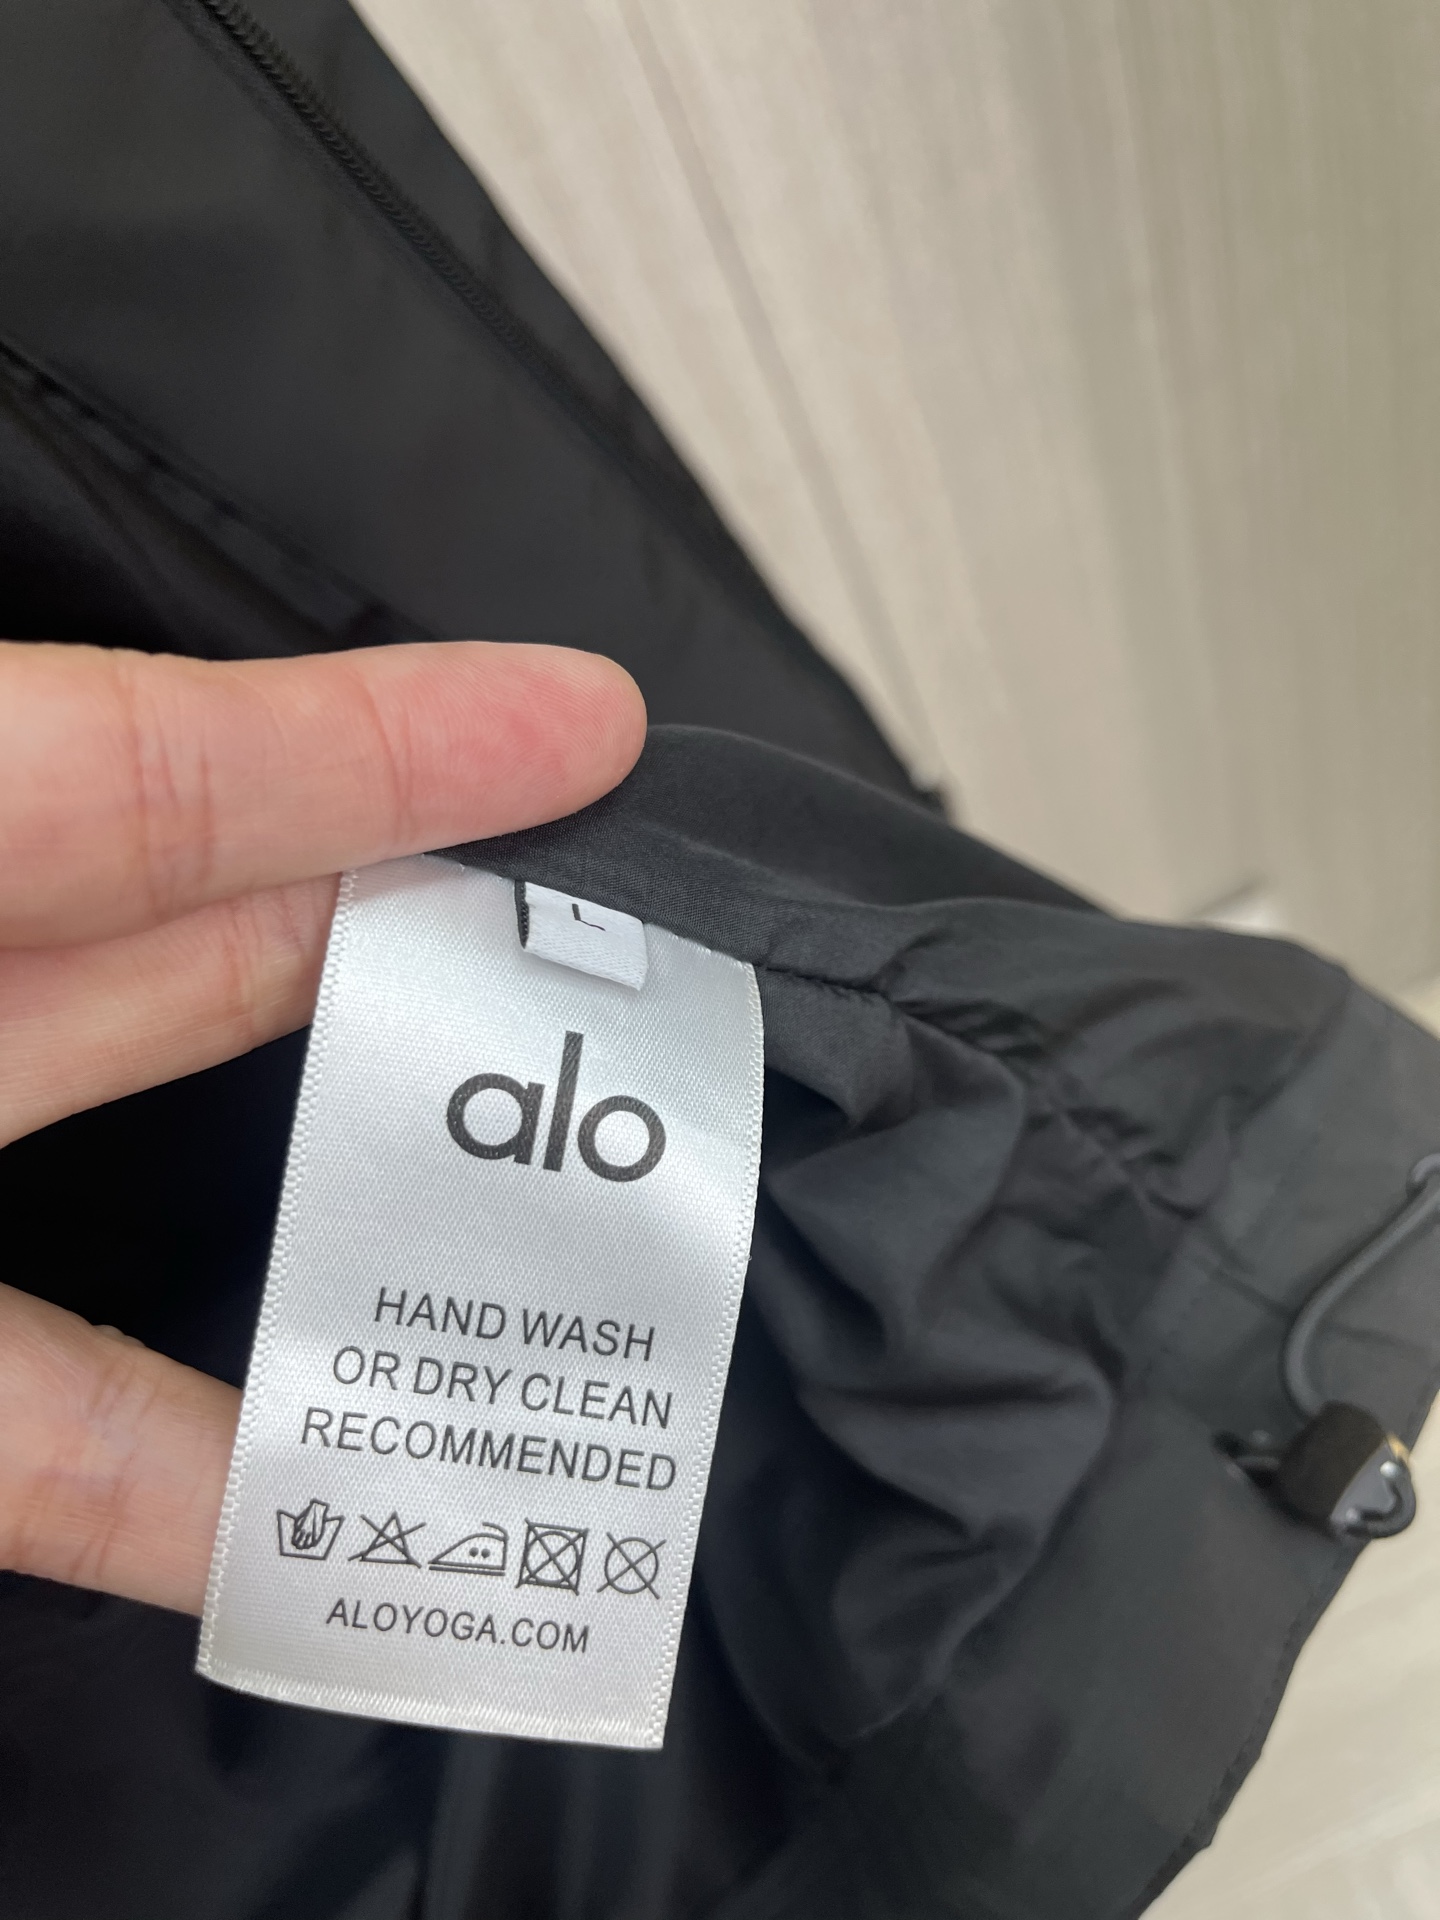 L
alo
HAND WASH
OR DRY CLEAN
RECOMMENDED
ALOYOGA.COM